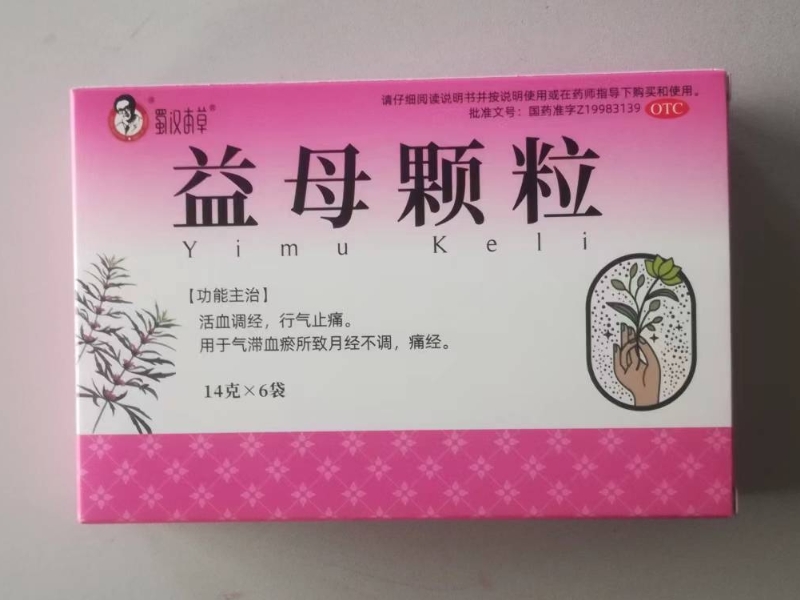 蜀汉本草®
请仔细阅读说明书并按说明使用或在药师指导下购买和使用。
批准文号：国药准字Z19983139 OTC
益母颗粒
Yimu Keli
【功能主治】
活血调经，行气止痛。
用于气滞血瘀所致月经不调，痛经。
14克×6袋